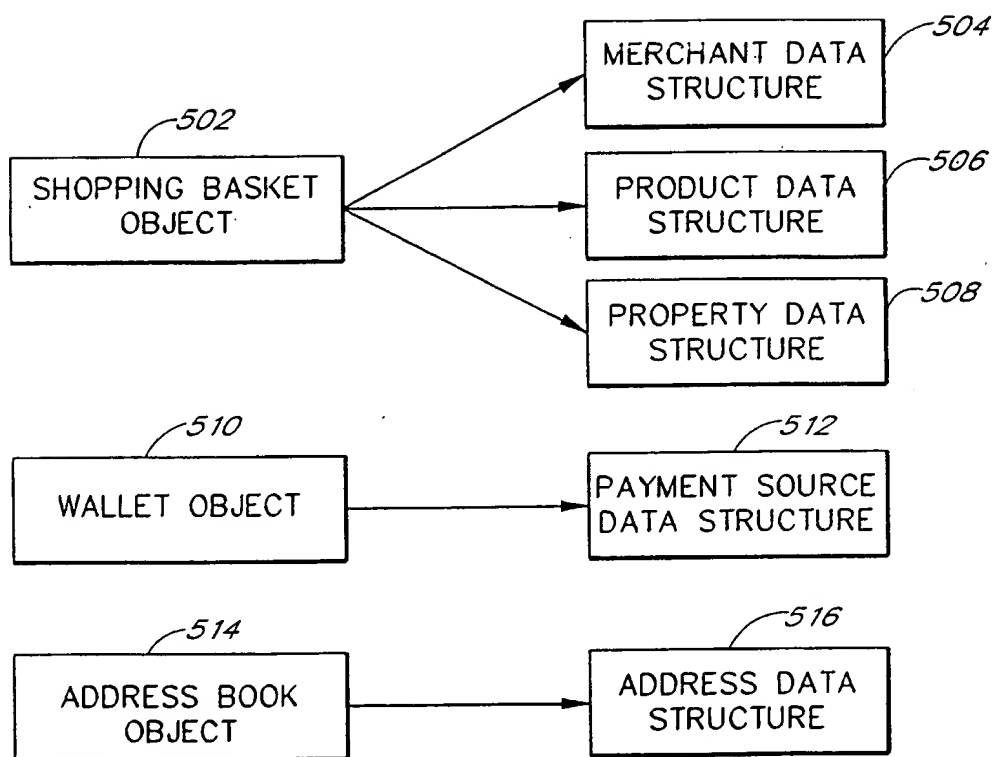 504
MERCHANT DATA
STRUCTURE
502
SHOPPING BASKET
OBJECT
506
PRODUCT DATA
STRUCTURE
508
PROPERTY DATA
STRUCTURE
510
WALLET OBJECT
512
PAYMENT SOURCE
DATA STRUCTURE
514
ADDRESS BOOK
OBJECT
516
ADDRESS DATA
STRUCTURE